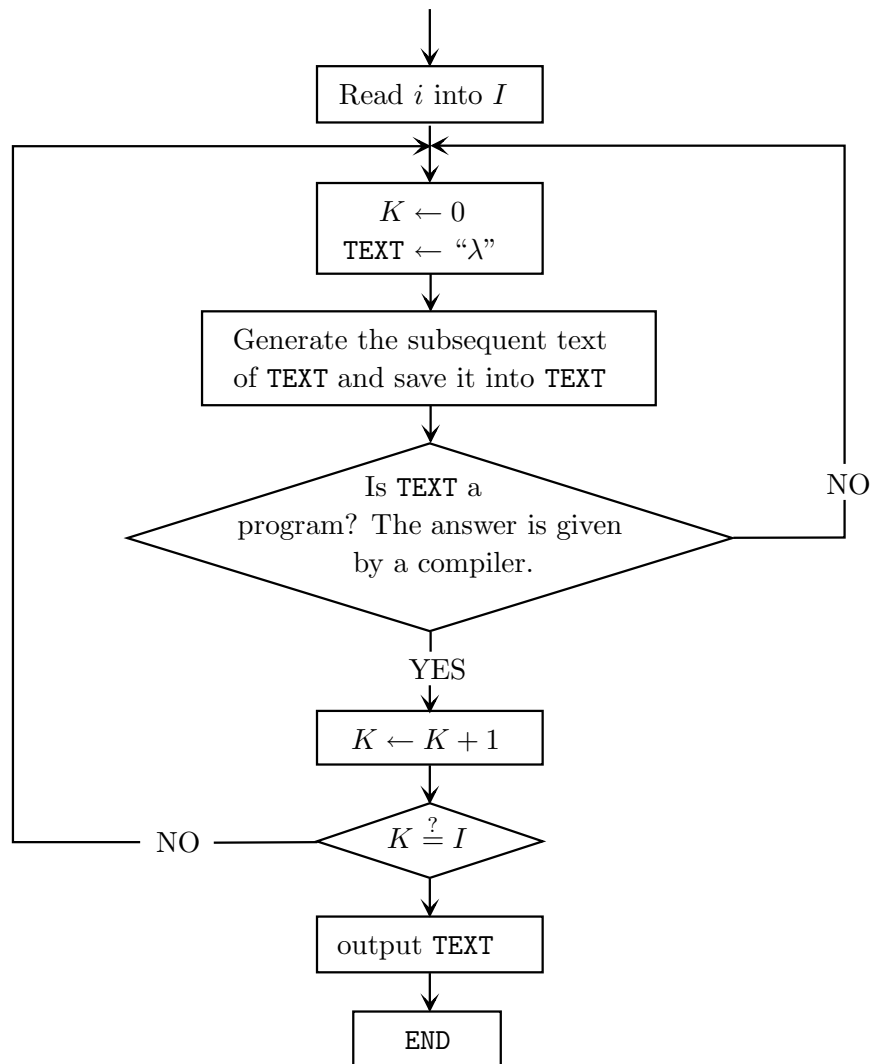 Read i into I
K ← 0
TEXT ← “λ”
Generate the subsequent text
of TEXT and save it into TEXT
Is TEXT a
program? The answer is given
by a compiler.
NO
YES
K ← K + 1
K ≟ I
NO
output TEXT
END